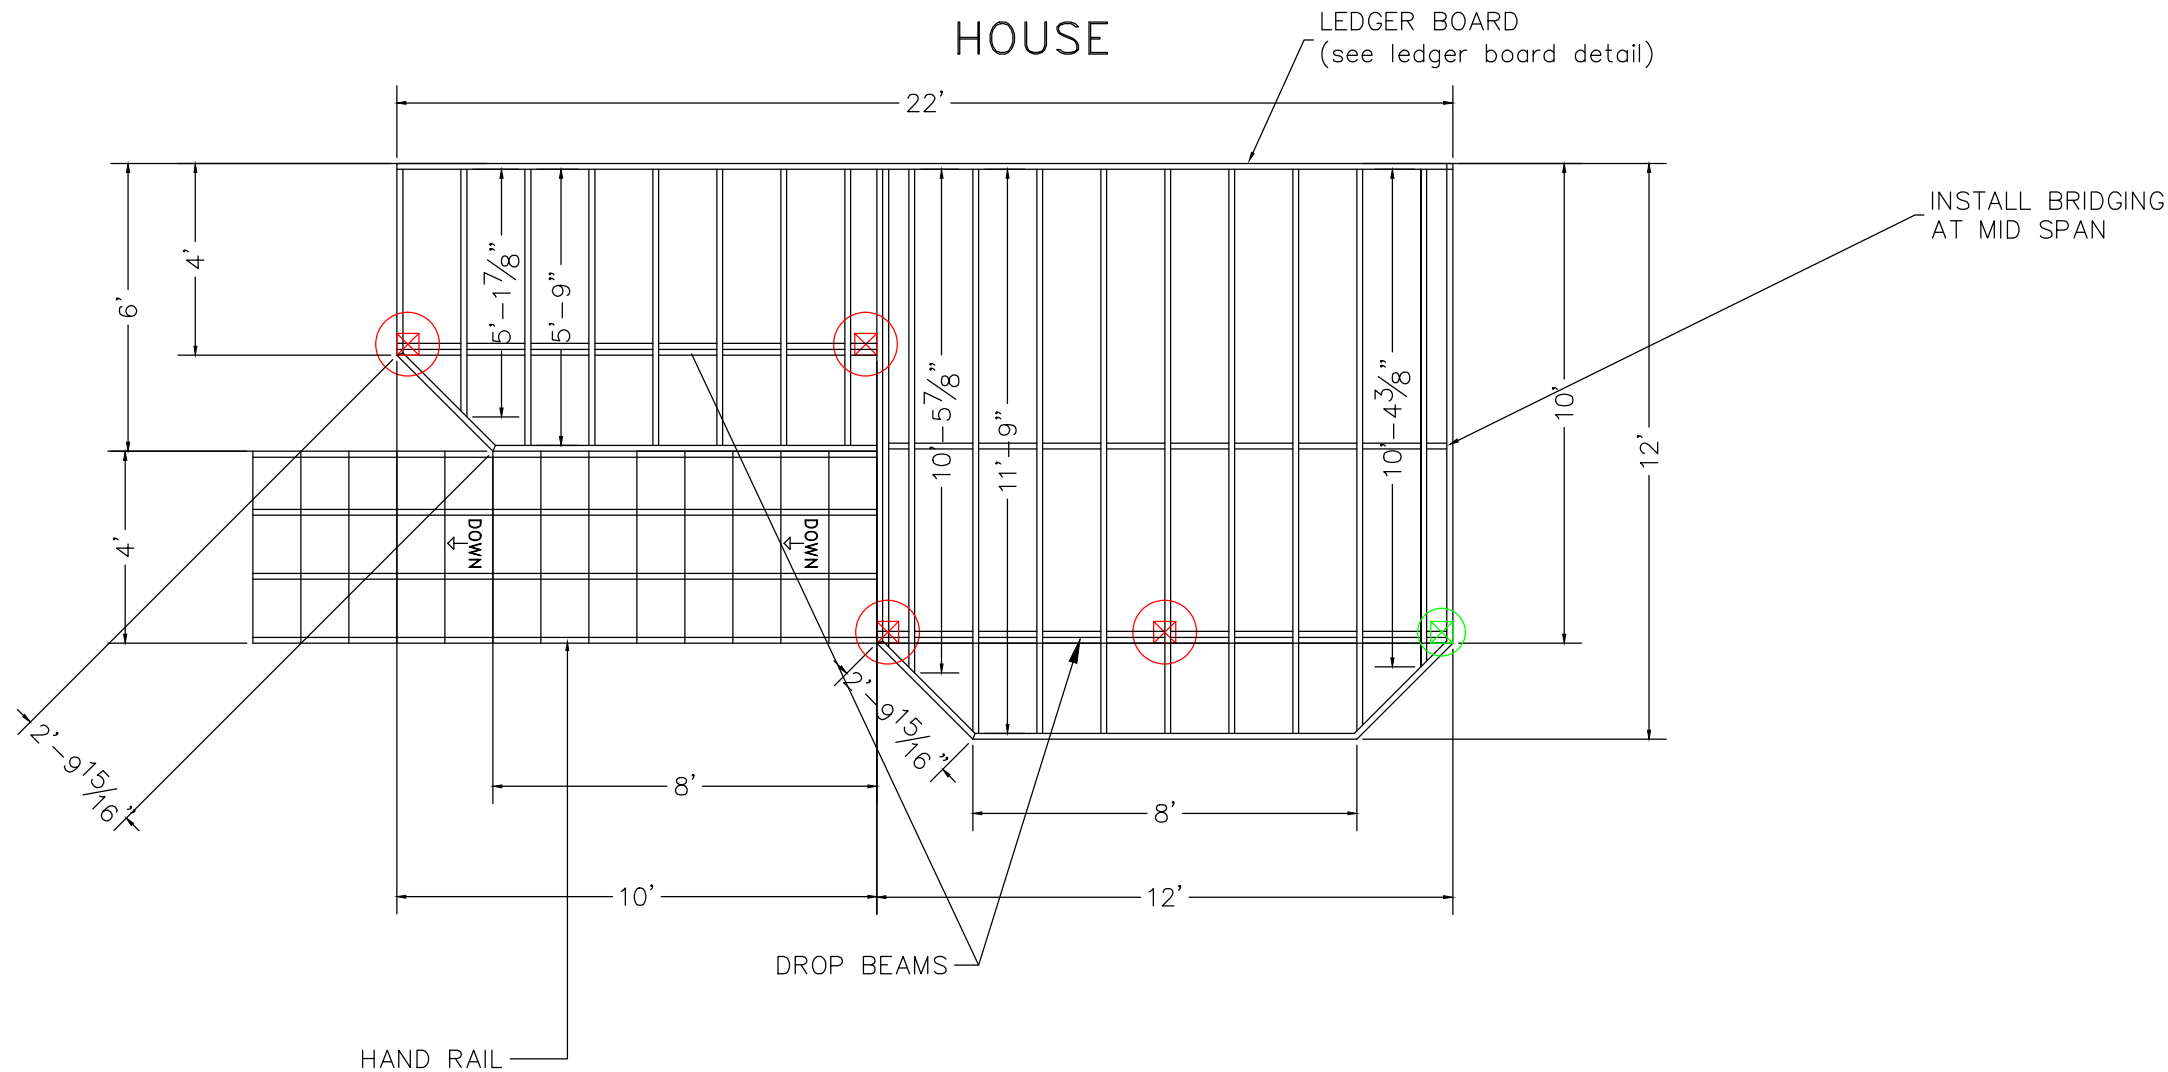 HOUSE
LEDGER BOARD
(see ledger board detail)
22'
INSTALL BRIDGING
AT MID SPAN
4'
6'
5'-1 7/8"
5'-9"
10'-5 7/8"
11'-9"
10'-4 3/8"
10'
12'
4'
DOWN
DOWN
2'-9 15/16"
2'-9 15/16"
8'
8'
10'
12'
DROP BEAMS
HAND RAIL